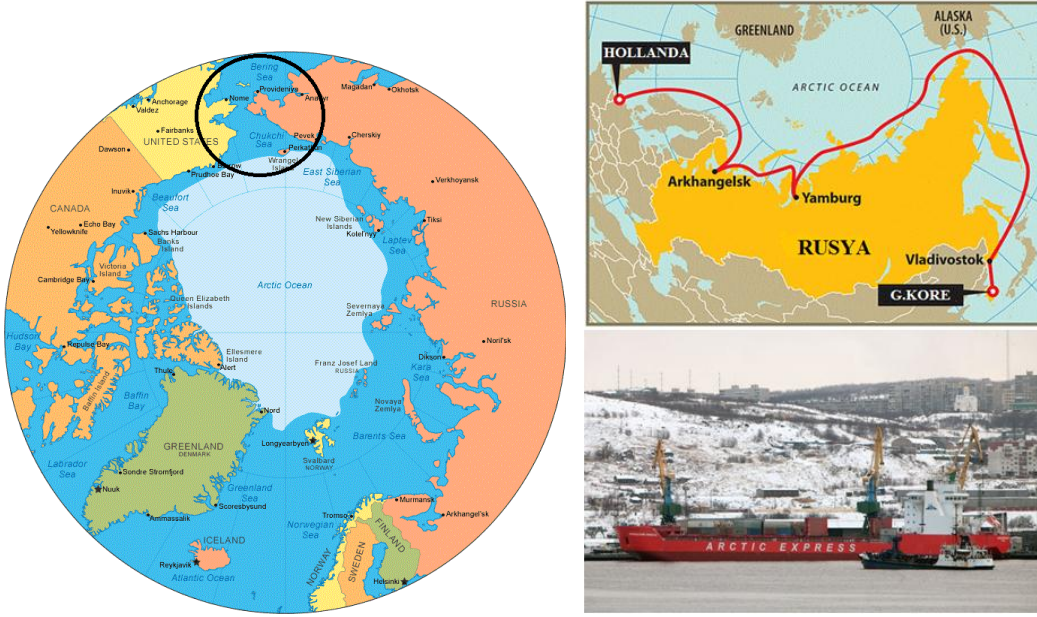 Bering
Sea
Nome
Provideniya
Anadyr
Magadan
Okhotsk
Anchorage
Valdez
Fairbanks
UNITED STATES
Chukchi
Sea
Pevek
Cherskiy
Perkatkun
Wrangel
Island
Dawson
Barrow
Prudhoe Bay
East Siberian
Sea
Verkhoyansk
Inuvik
Beaufort
Sea
CANADA
Echo Bay
Yellowknife
Sachs Harbour
Banks
Island
New Siberian
Islands
Kotel'nyy
Tiksi
Laptev
Sea
Victoria
Island
Cambridge Bay
Arctic Ocean
Queen Elizabeth
Islands
Severnaya
Zemlya
RUSSIA
Hudson
Bay
Repulse Bay
Ellesmere
Island
Alert
Noril'sk
Dikson
Kara
Sea
Franz Josef Land
RUSSIA
Thule
Baffin Island
Baffin
Bay
Nord
Novaya
Zemlya
GREENLAND
DENMARK
Longyearbyen
Barents Sea
Svalbard
NORWAY
Labrador
Sea
Sondre Stromfjord
Nuuk
Greenland
Sea
Scoresbysund
Ammassalik
Murmansk
Arkhangel'sk
Tromso
Norwegian
Sea
ICELAND
Reykjavik
Atlantic Ocean
NORWAY
SWEDEN
FINLAND
Helsinki
GREENLAND
ALASKA
(U.S.)
HOLLANDA
ARCTIC OCEAN
Arkhangelsk
Yamburg
RUSYA
Vladivostok
G.KORE
ARCTIC EXPRESS